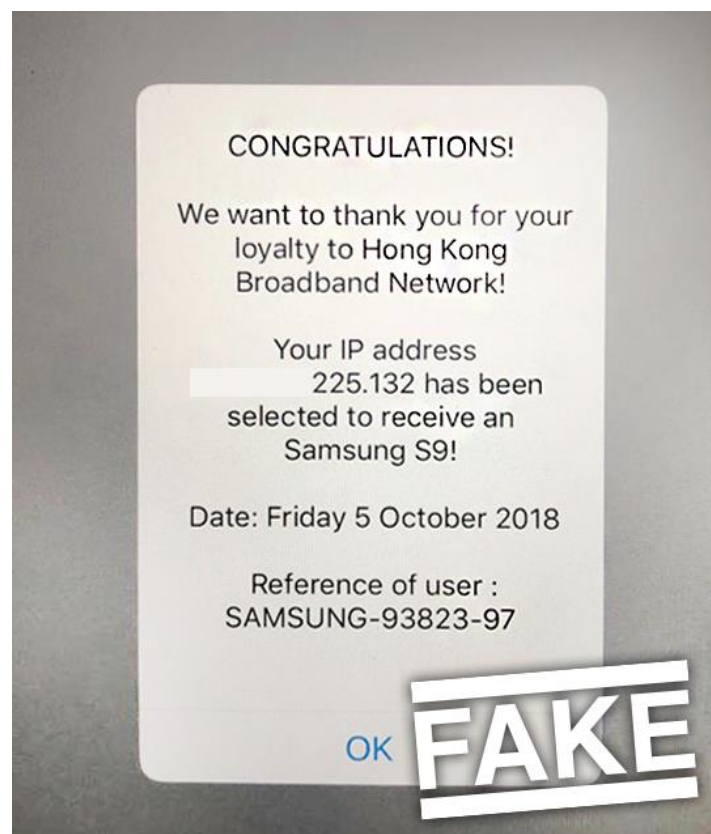 CONGRATULATIONS!
We want to thank you for your
loyalty to Hong Kong
Broadband Network!
Your IP address
225.132 has been
selected to receive an
Samsung S9!
Date: Friday 5 October 2018
Reference of user :
SAMSUNG-93823-97
OK
FAKE